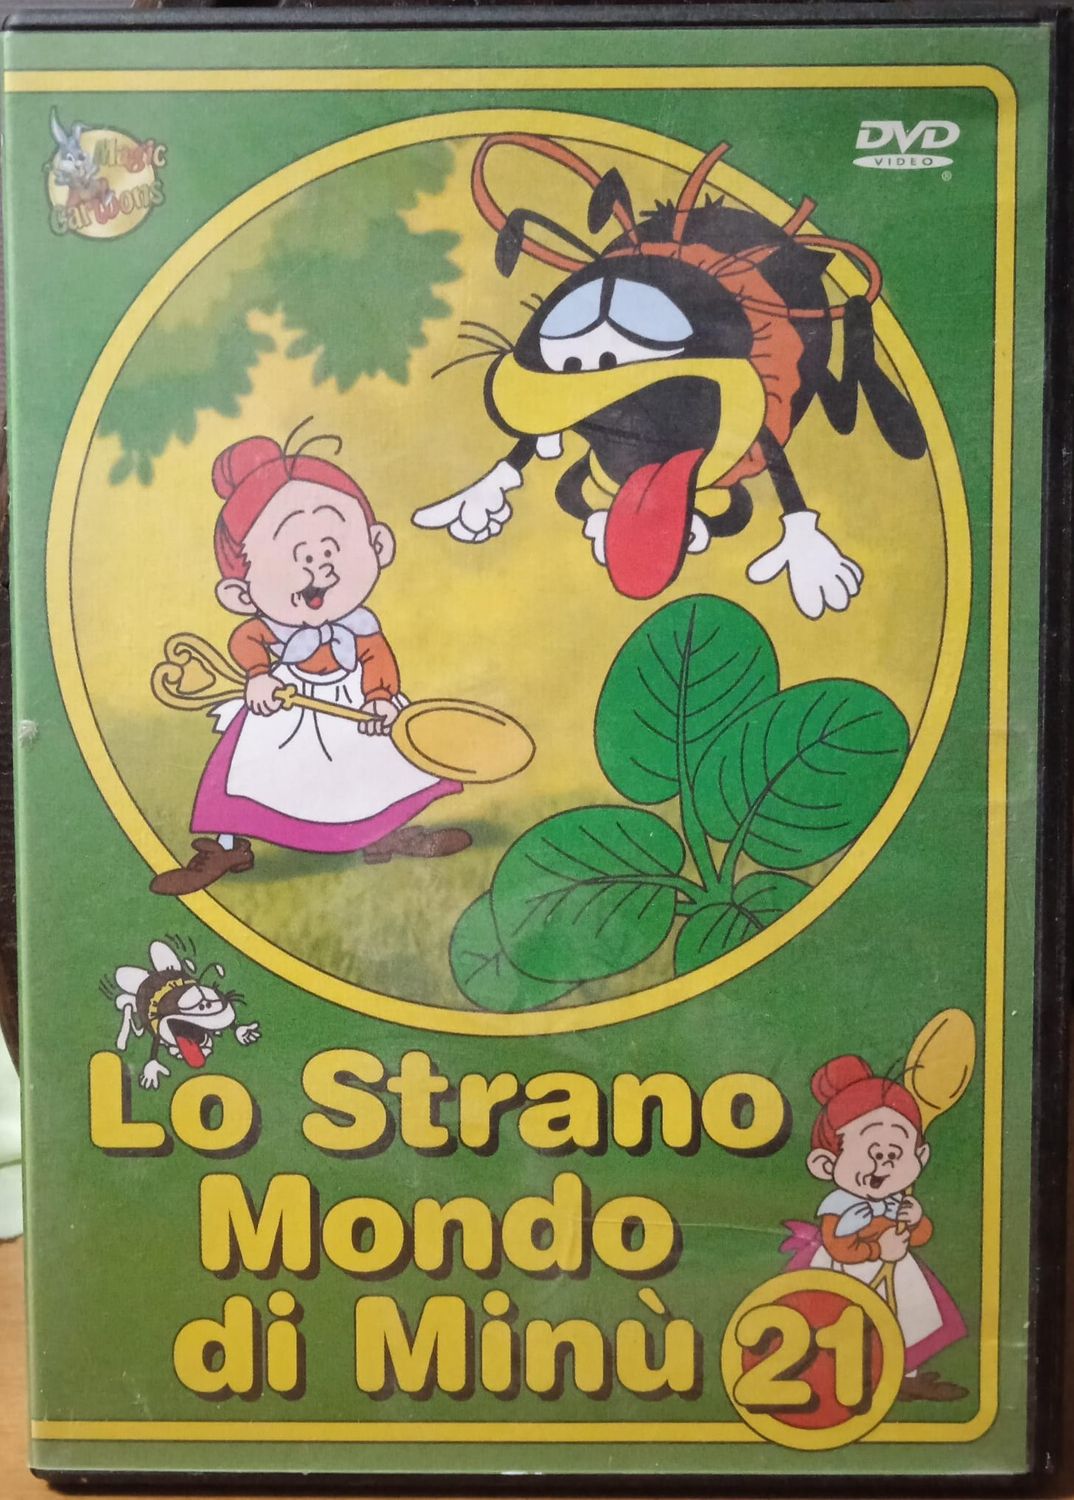 Magic
Cartoons
DVD
VIDEO
®
Lo Strano
Mondo
di Minù 21